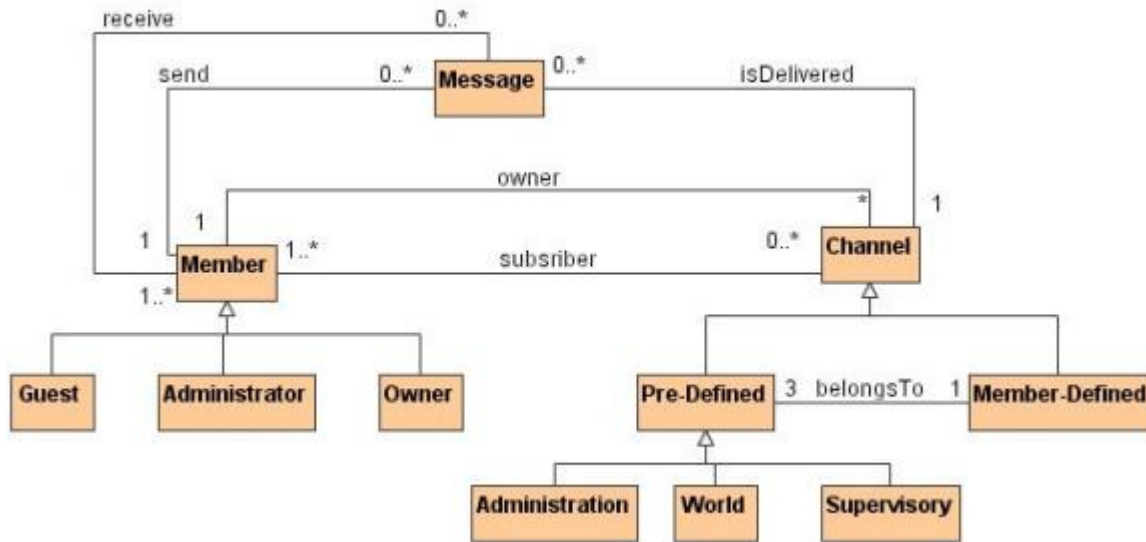 receive 0..*
send 0..* Message 0..* isDelivered
owner
1 * 1
1 1..* 0..* Channel
Member subsriber
1..*
Guest Administrator Owner Pre-Defined 3 belongsTo 1 Member-Defined
Administration World Supervisory